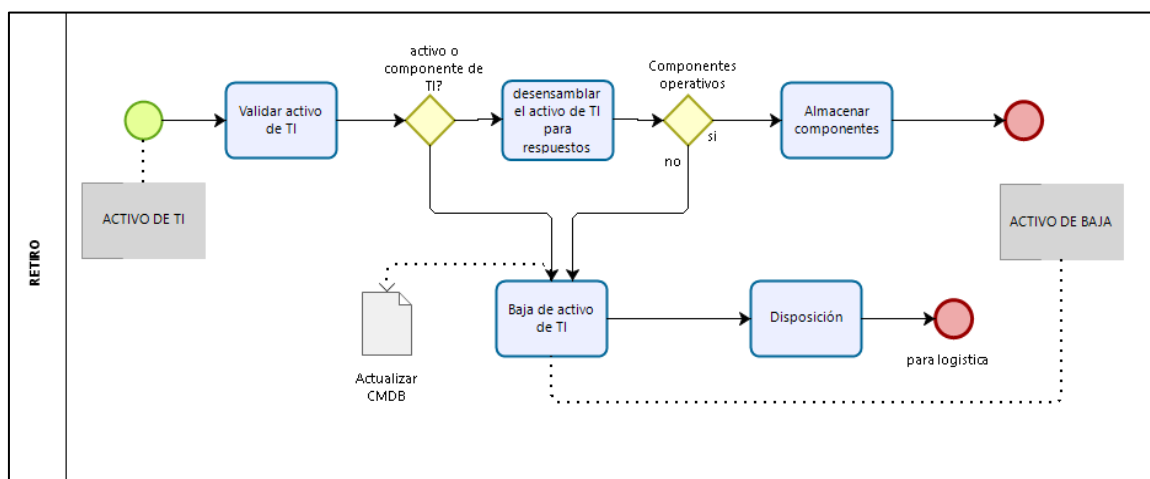 RETIRO
ACTIVO DE TI
Validar activo
de TI
activo o
componente de
TI?
desensamblar
el activo de TI
para
respuestos
Componentes
operativos
si
no
Almacenar
componentes
ACTIVO DE BAJA
Actualizar
CMDB
Baja de activo
de TI
Disposición
para logistica